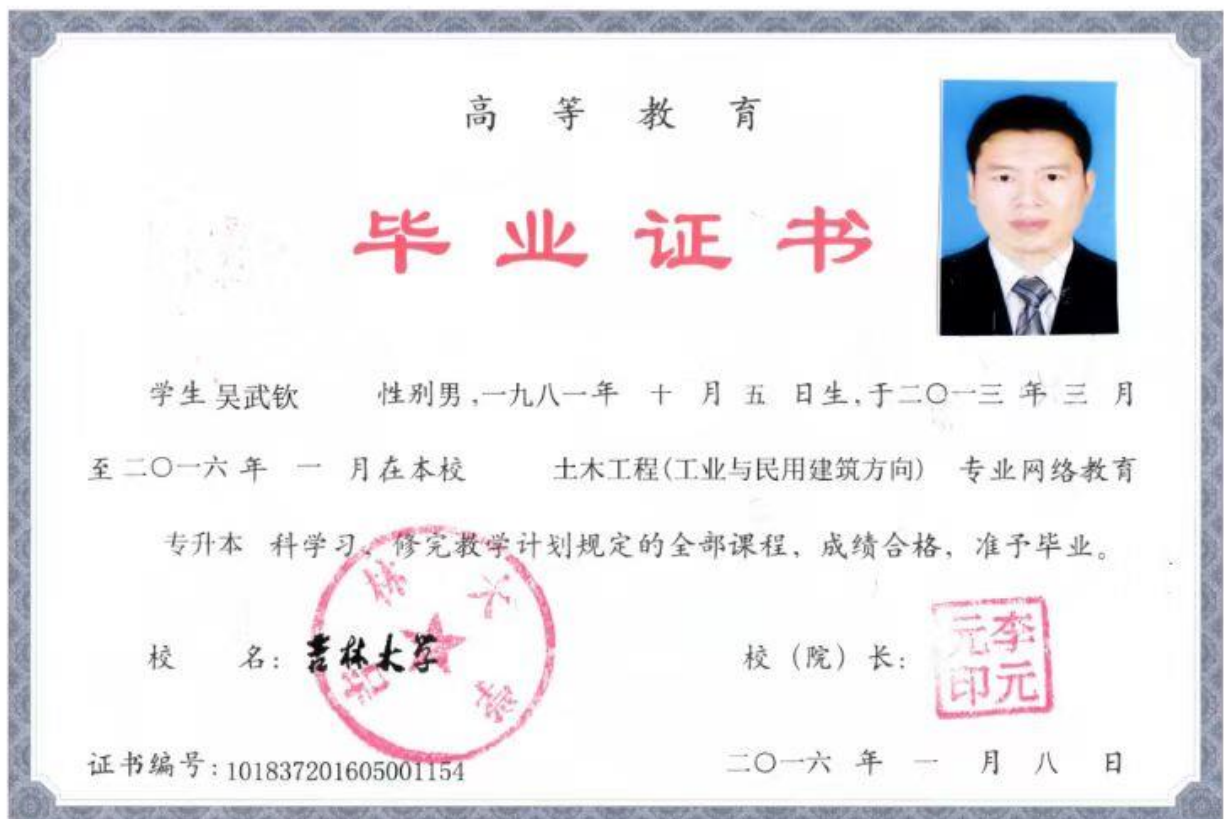 高等教育
毕业证书
学生 吴武钦 性别男,一九八一年 十 月 五 日生,于二〇一三 年 三 月
至二〇一六 年 一 月在本校 土木工程(工业与民用建筑方向) 专业网络教育
专升本 科学习、修完教学计划规定的全部课程,成绩合格,准予毕业。
吉林大学
校 名: 吉林大学 校(院)长: 李元元印
证书编号:101837201605001154 二〇一六 年 一 月 八 日